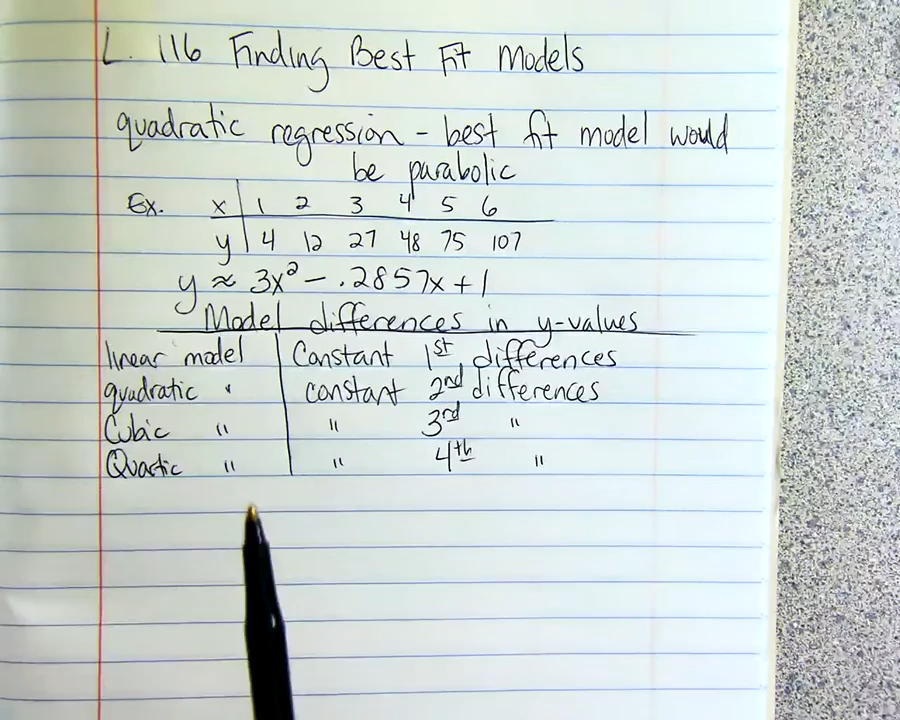 L. 116 Finding Best Fit Models
quadratic regression - best fit model would
be parabolic
Ex. x | 1 2 3 4 5 6
y | 4 12 27 48 75 107
y ≈ 3x² - .2857x + 1
Model differences in y-values
linear model | Constant 1st differences
quadratic " | constant 2nd differences
Cubic " | " 3rd "
Quartic " | " 4th "